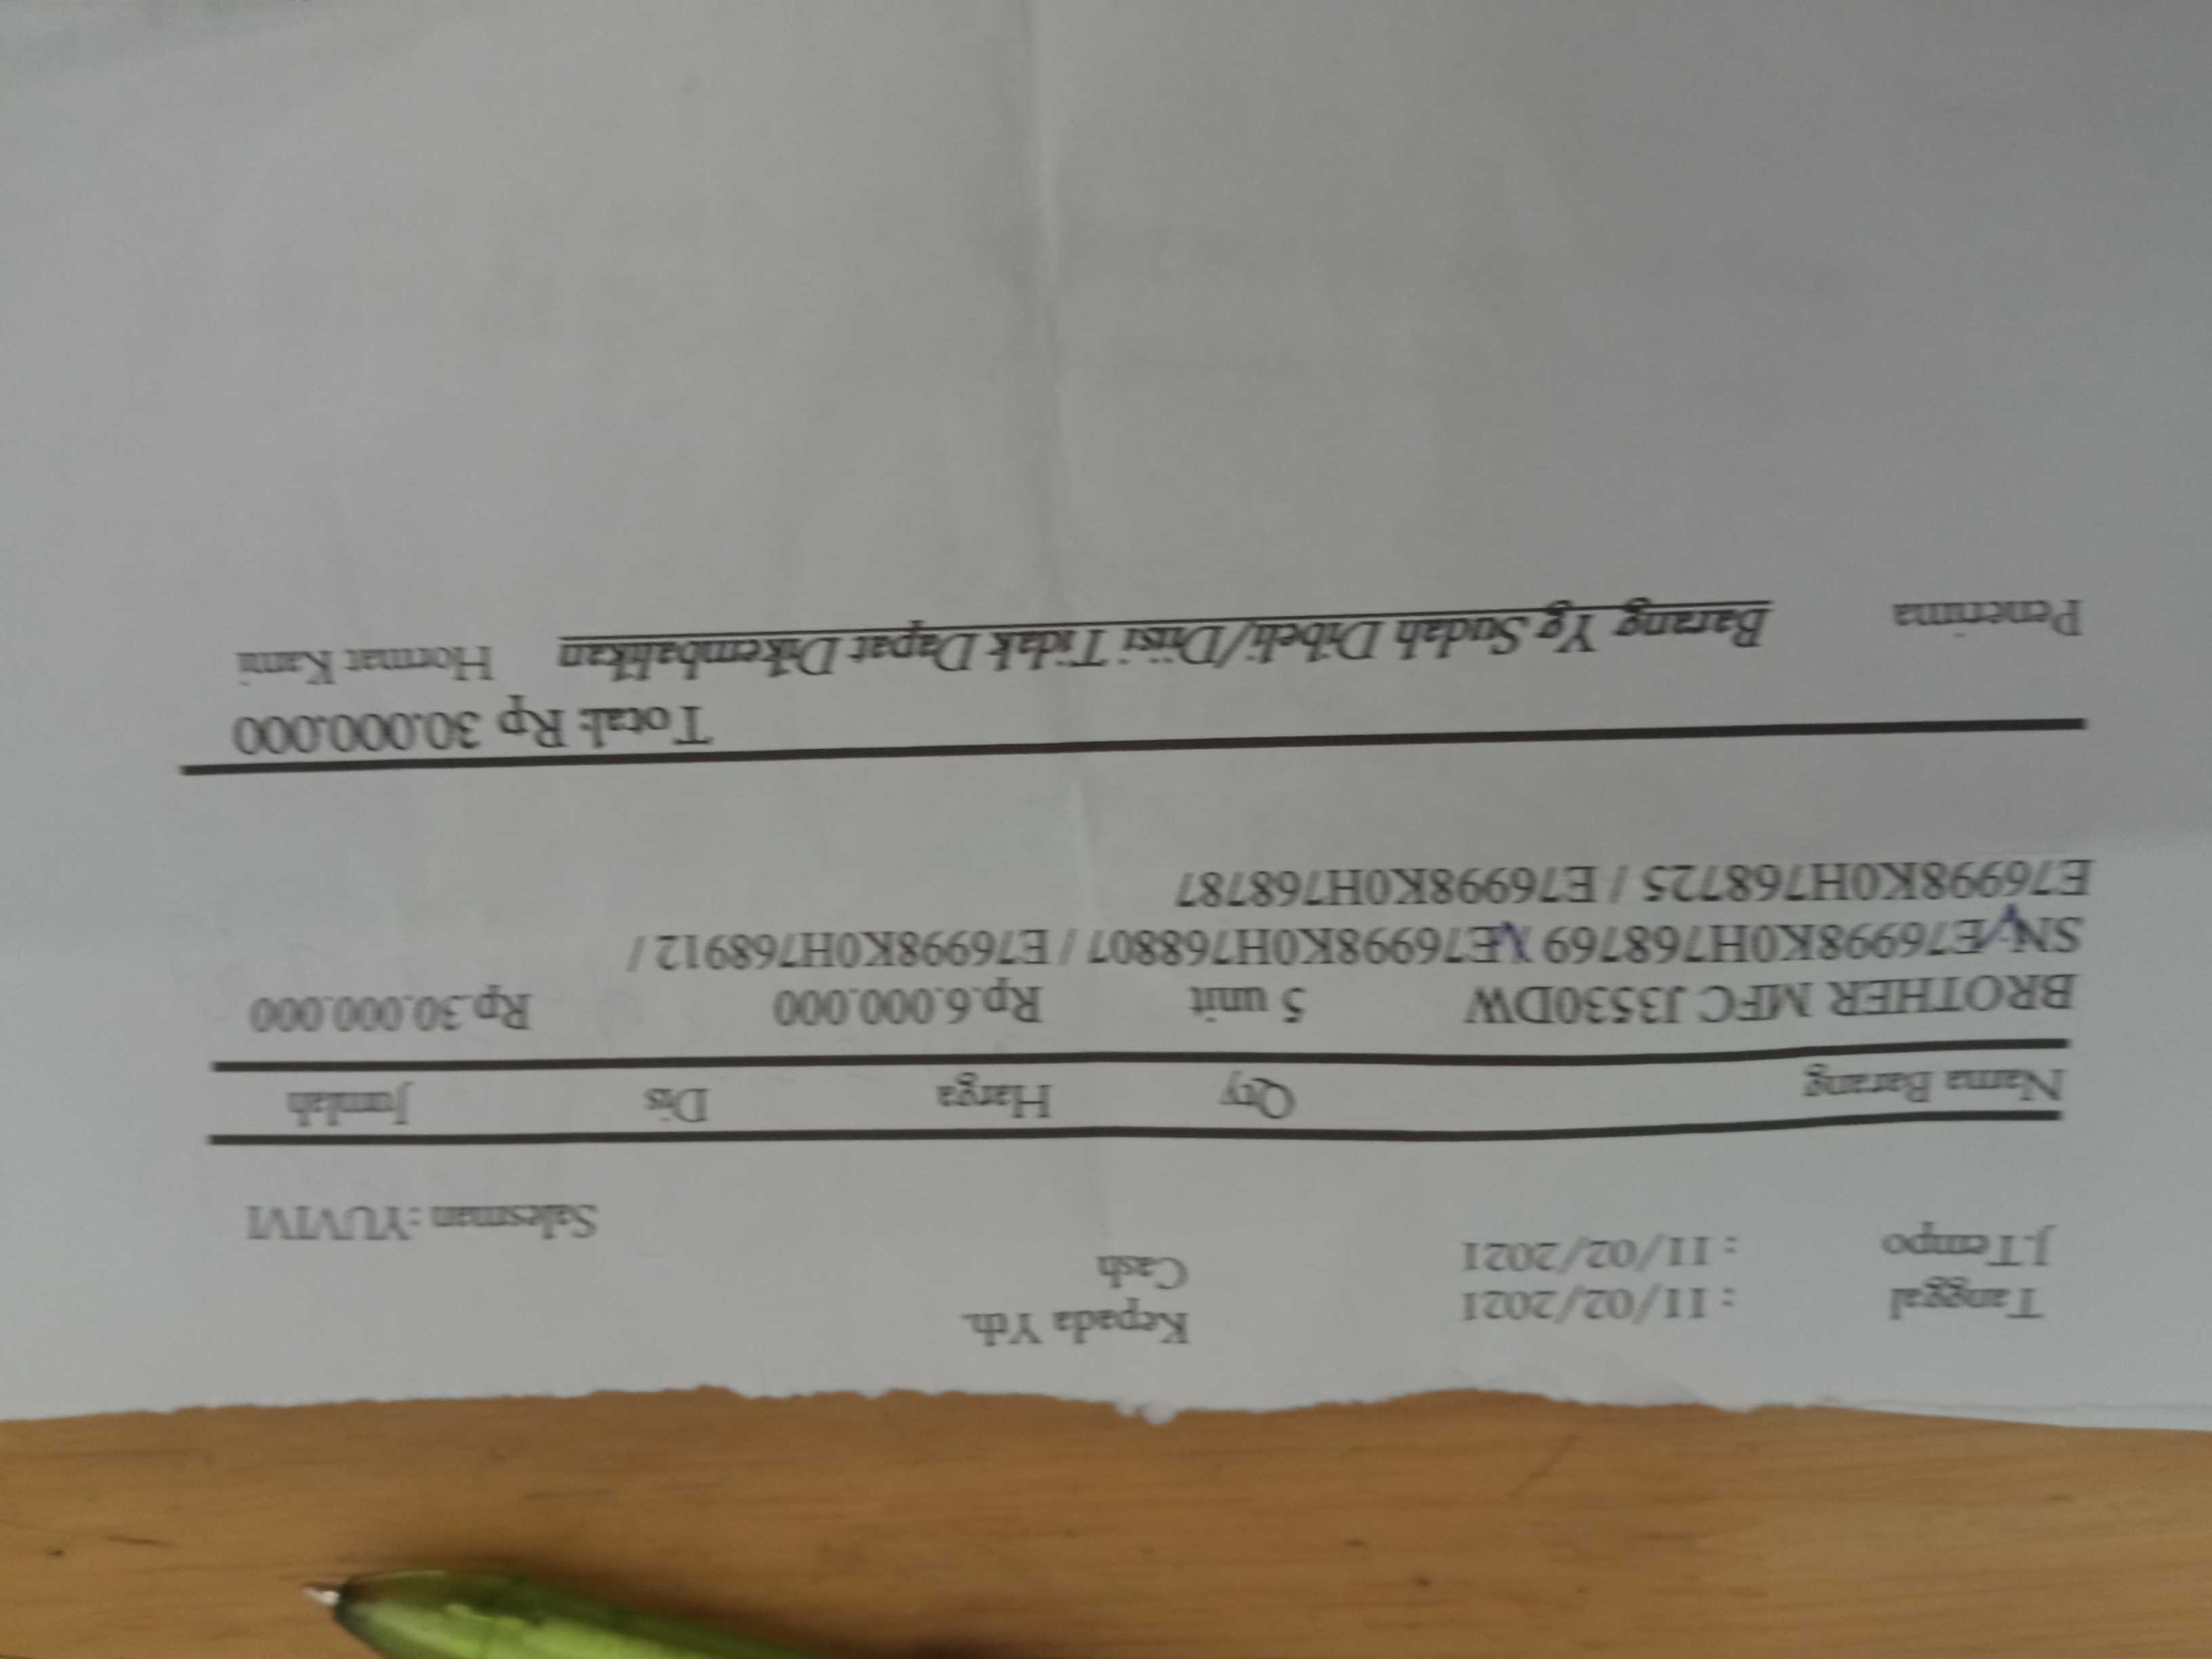 Kepada Yth.
Tanggal : 11/02/2021
Cash
J.Tempo : 11/02/2021
Salesman : YUVIVI
Nama Barang Qty Harga Dis Jumlah
BROTHER MFC J3530DW 5 unit Rp.6.000.000 Rp.30.000.000
SN: E76998K0H768769 / E76998K0H768807 / E76998K0H768912 /
E76998K0H768725 / E76998K0H768787
Total: Rp 30.000.000
Penerima Barang Yg Sudah Dibeli/Diisi Tidak Dapat Dikembalikan Hormat Kami